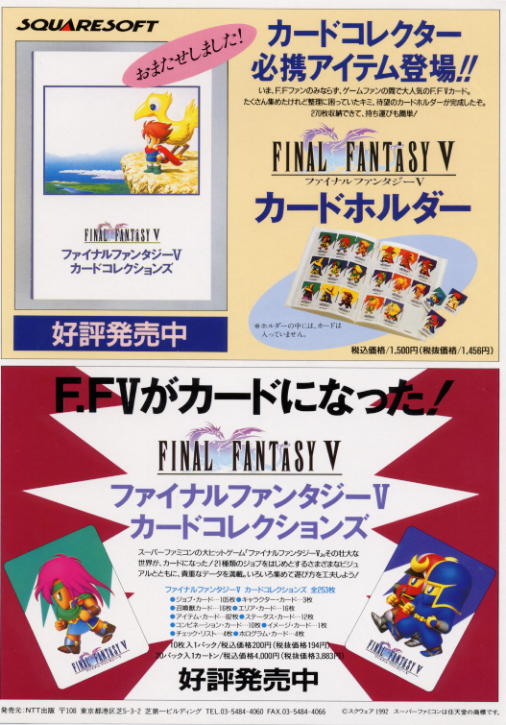 SQUARESOFT
おまたせしました!
カードコレクター
必携アイテム登場!!
いま、F.Fファンのみならず、ゲームファンの間で大人気のF.F.Vカード。
たくさん集めたけれど整理に困っていたキミ、待望のカードホルダーが完成したぞ。
270枚収納できて、持ち運びも簡単!
FINAL FANTASY V
ファイナルファンタジーV
カードホルダー
FINAL FANTASY V
ファイナルファンタジーV
カードコレクションズ
好評発売中
※ホルダーの中には、カードは
入っていません。
税込価格/1,500円(税抜価格/1,456円)
F.FVがカードになった!
FINAL FANTASY V
ファイナルファンタジーV
カードコレクションズ
スーパーファミコンの大ヒットゲーム「ファイナルファンタジーV」。その壮大な
世界が、カードになった! 21種類のジョブをはじめとするさまざまなビジュ
アルとともに、貴重なデータを満載。いろいろ集めて遊び方を工夫しよう!
ファイナルファンタジーV カードコレクションズ 全253枚
●ジョブ・カード…105枚●キャラクター・カード…9枚
●召喚獣カード…16枚●エリア・カード…16枚
●アイテム・カード…82枚●ステータス・カード…12枚
●コンビネーション・カード…10枚●イメージ・カード…1枚
●チェック・リスト…4枚●ホログラム・カード…4枚
10枚入1パック/税込価格200円(税抜価格194円)
20パック入1カートン/税込価格4,000円(税抜価格3,883円)
好評発売中
FINAL FANTASY V
FINAL FANTASY V
発売元:NTT出版 〒108 東京都港区芝5-3-2 芝第一ビルディング TEL.03-5484-4060 FAX.03-5484-4066
©スクウェア 1992 スーパーファミコンは任天堂の商標です。